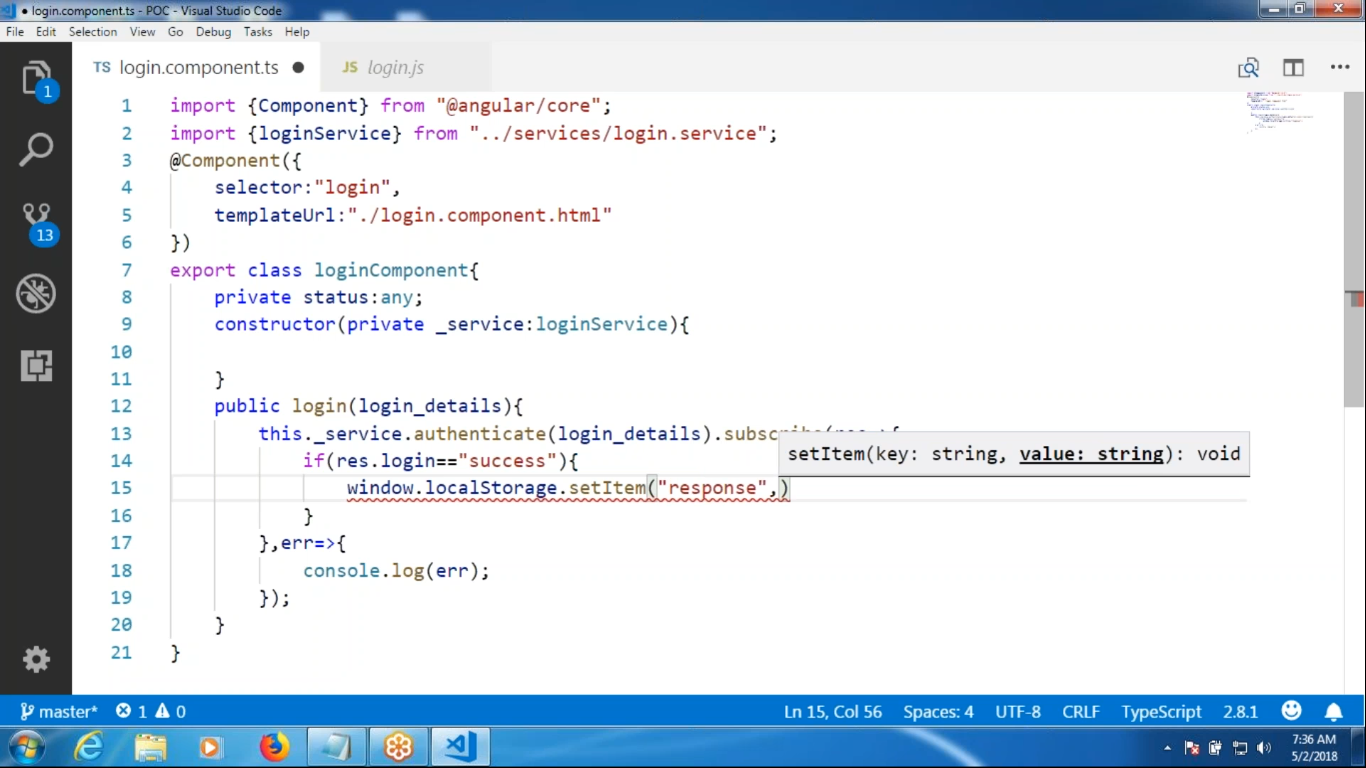 login.component.ts - POC - Visual Studio Code
File Edit Selection View Go Debug Tasks Help
TS login.component.ts JS login.js
1
1 import {Component} from "@angular/core";
2 import {loginService} from "../services/login.service";
3 @Component({
4 selector:"login",
5 templateUrl:"./login.component.html"
13
6 })
7 export class loginComponent{
8 private status:any;
9 constructor(private _service:loginService){
10
11 }
12 public login(login_details){
13 this._service.authenticate(login_details).subscribe(res=>{
setItem(key: string, value: string): void
14 if(res.login=="success"){
15 window.localStorage.setItem("response",)
16 }
17 },err=>{
18 console.log(err);
19 });
20 }
21 }
master* 1 0 Ln 15, Col 56 Spaces: 4 UTF-8 CRLF TypeScript 2.8.1
7:36 AM
5/2/2018